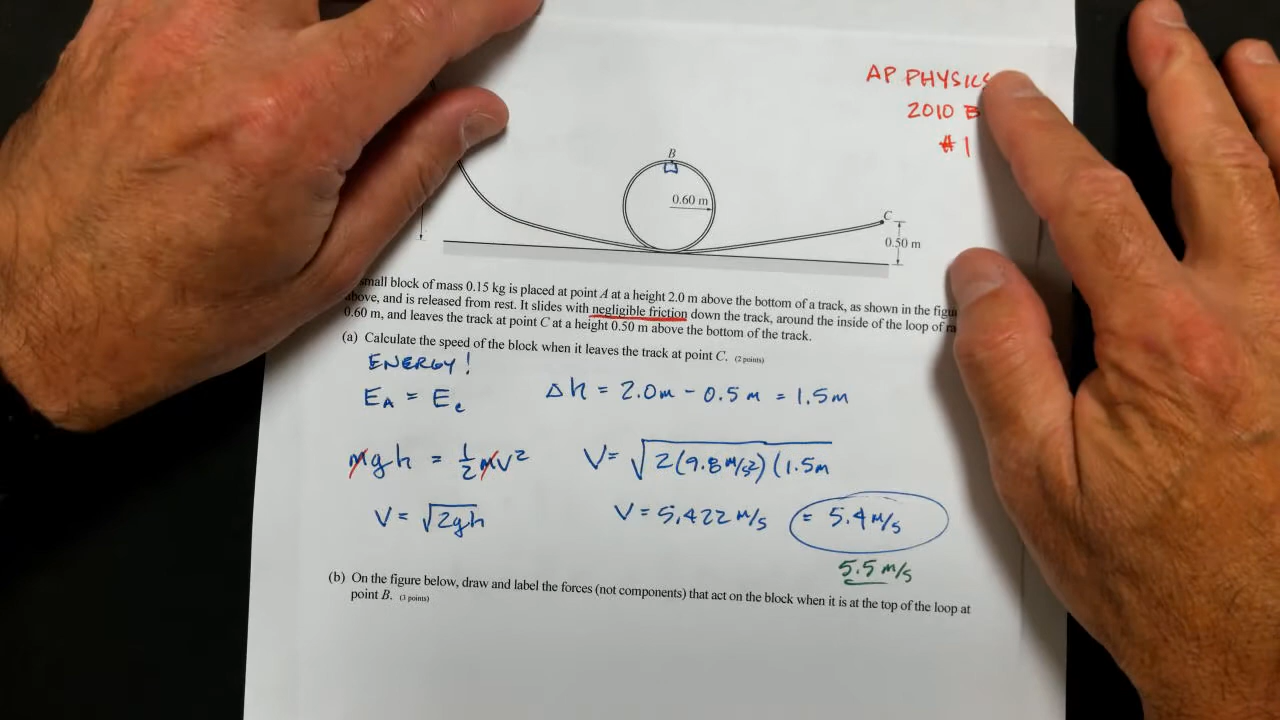 AP PHYSICS
2010 B
#1
B
0.60 m
C
0.50 m
small block of mass 0.15 kg is placed at point A at a height 2.0 m above the bottom of a track, as shown in the
above, and is released from rest. It slides with negligible friction down the track, around the inside of the loop of
0.60 m, and leaves the track at point C at a height 0.50 m above the bottom of the track.
(a) Calculate the speed of the block when it leaves the track at point C. (2 points)
ENERGY!
EA = Ec
Δh = 2.0m - 0.5m = 1.5m
mgh = 1/2 mv²
V= √2(9.8m/s²)(1.5m
V = √2gh
V = 5.422 m/s = 5.4 m/s
5.5 m/s
(b) On the figure below, draw and label the forces (not components) that act on the block when it is at the top of the loop at
point B. (3 points)